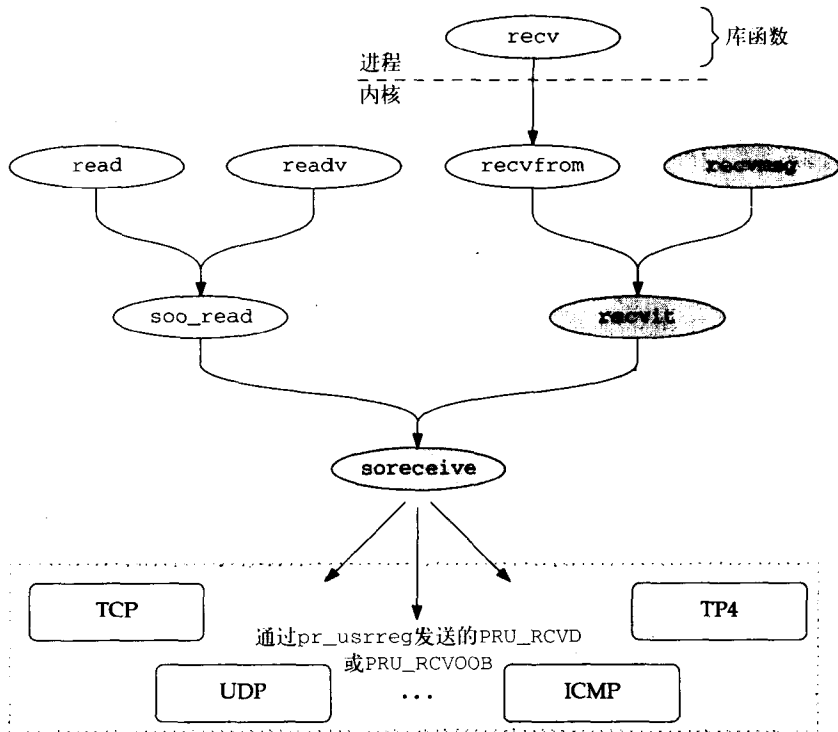 recv
库函数
进程
内核
read
readv
recvfrom
recvmsg
soo_read
recvit
soreceive
TCP
TP4
通过pr_usrreg发送的PRU_RCVD
或PRU_RCVOOB
UDP
...
ICMP